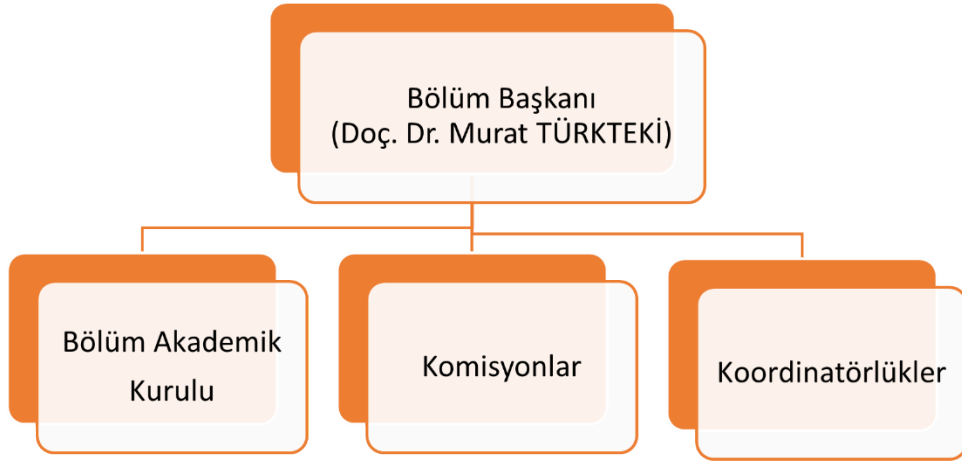 Bölüm Başkanı
(Doç. Dr. Murat TÜRKTEKİ)
Bölüm Akademik
Kurulu
Komisyonlar
Koordinatörlükler